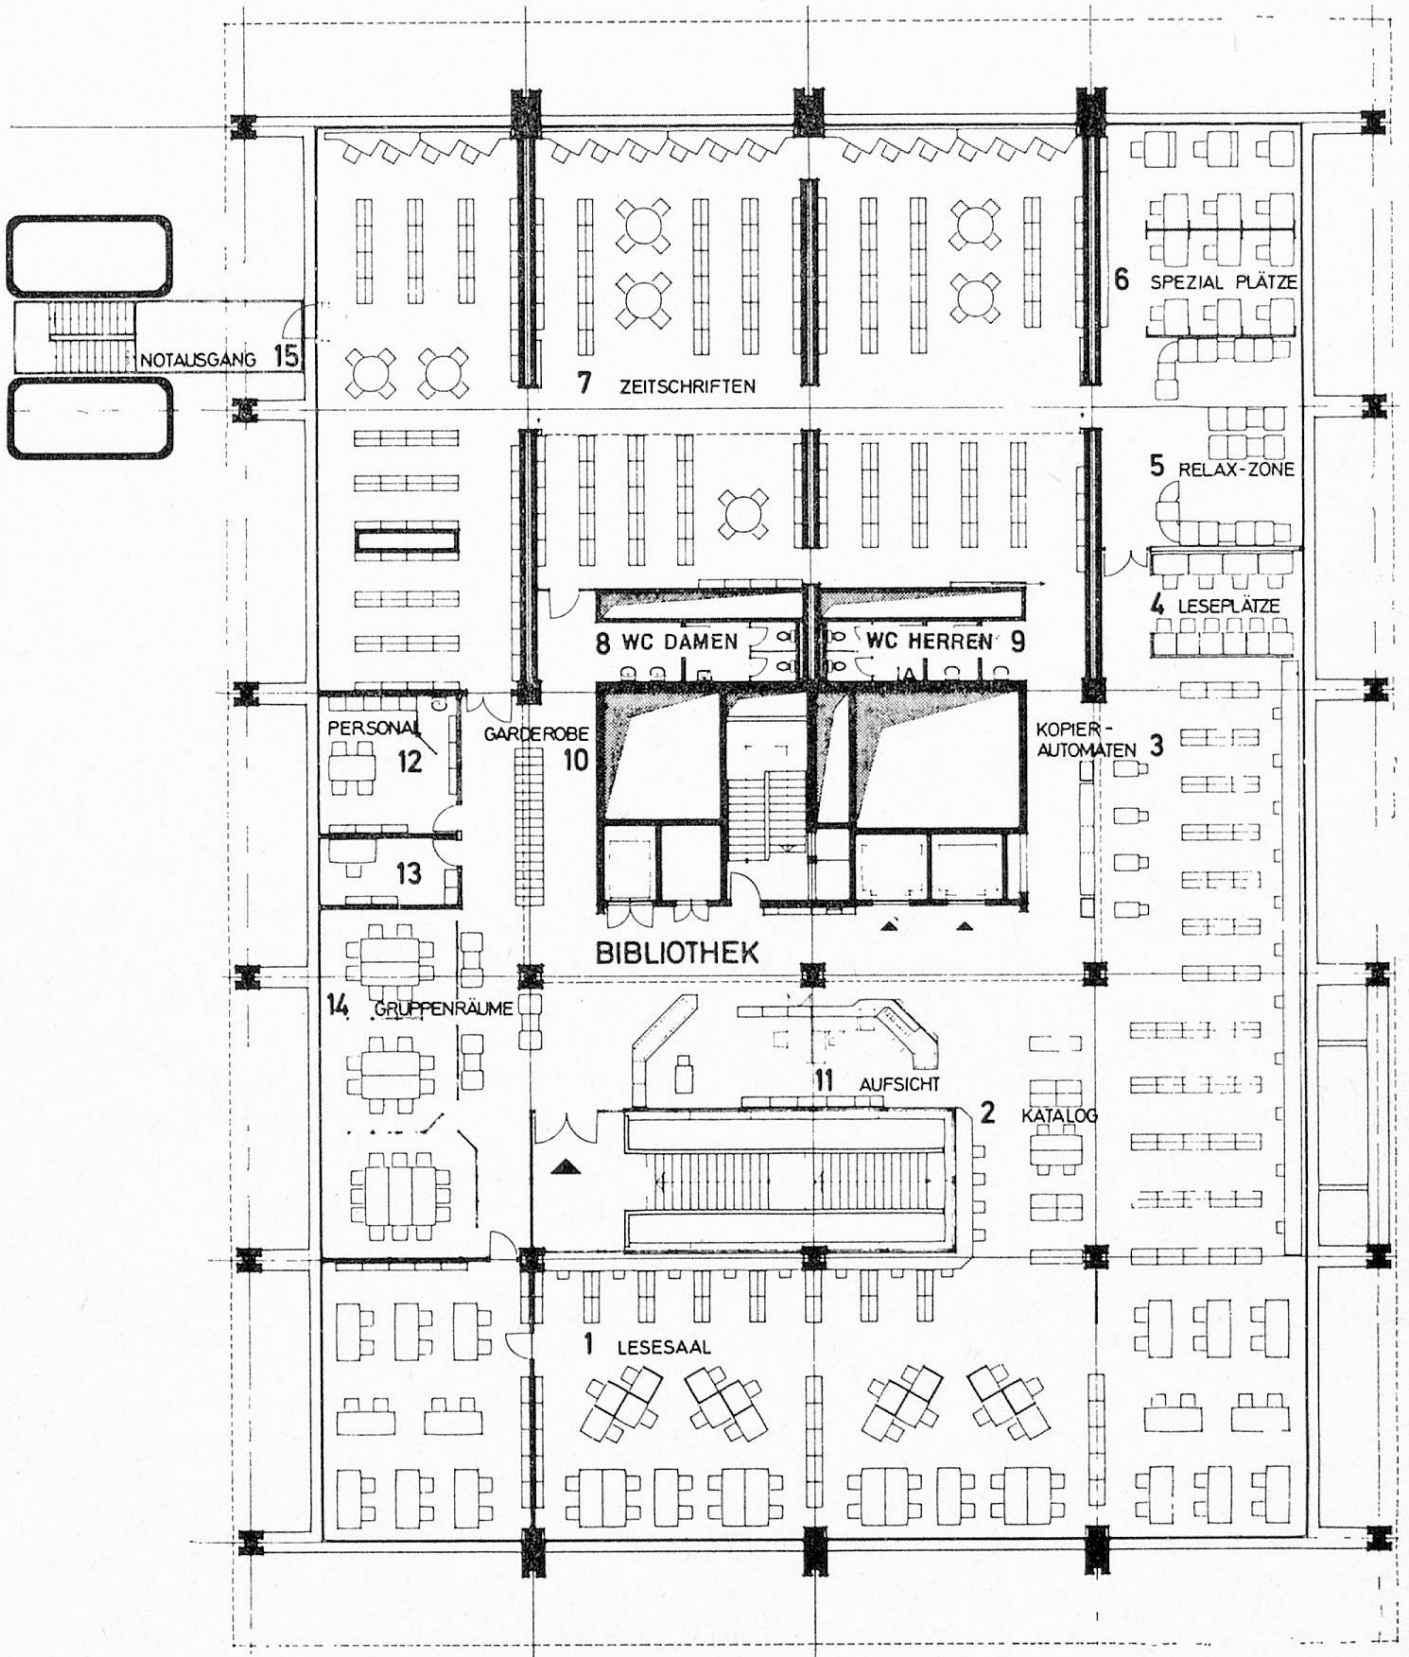 6 SPEZIAL PLÄTZE
NOTAUSGANG 15
7 ZEITSCHRIFTEN
5 RELAX-ZONE
4 LESEPLÄTZE
8 WC DAMEN
WC HERREN 9
PERSONAL
12
GARDEROBE
10
KOPIER-
AUTOMATEN 3
13
BIBLIOTHEK
14 GRUPPENRÄUME
11 AUFSICHT
2 KATALOG
1 LESESAAL